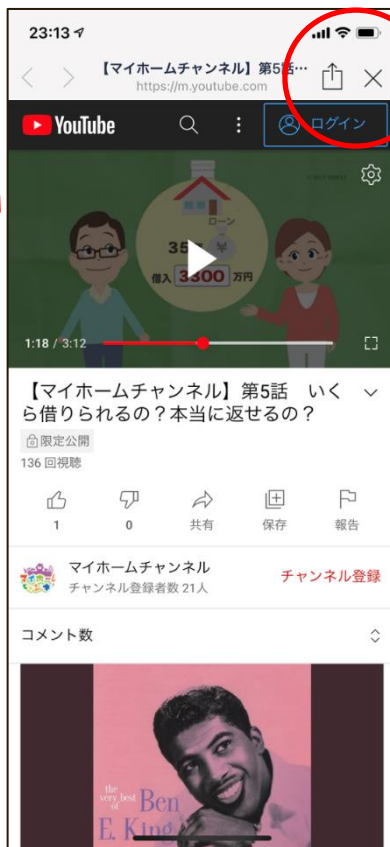 23:13
【マイホームチャンネル】第5話…
https://m.youtube.com
YouTube
ログイン
ローン
35年
借入 3300 万円
1:18 / 3:12
【マイホームチャンネル】第5話　いく
ら借りられるの？本当に返せるの？
限定公開
136 回視聴
1
0
共有
保存
報告
マイホームチャンネル
チャンネル登録者数 21人
チャンネル登録
コメント数
the
very best
of
Ben
E. King